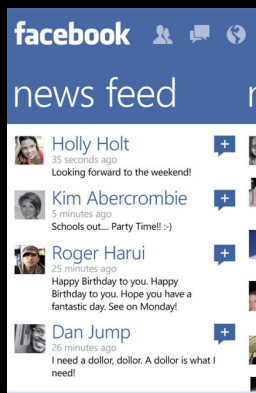 facebook
news feed
Holly Holt
35 seconds ago
Looking forward to the weekend!
Kim Abercrombie
5 minutes ago
Schools out.... Party Time!! :-)
Roger Harui
25 minutes ago
Happy Birthday to you. Happy
Birthday to you. Hope you have a
fantastic day. See on Monday!
Dan Jump
26 minutes ago
I need a dollor, dollor. A dollor is what I
need!